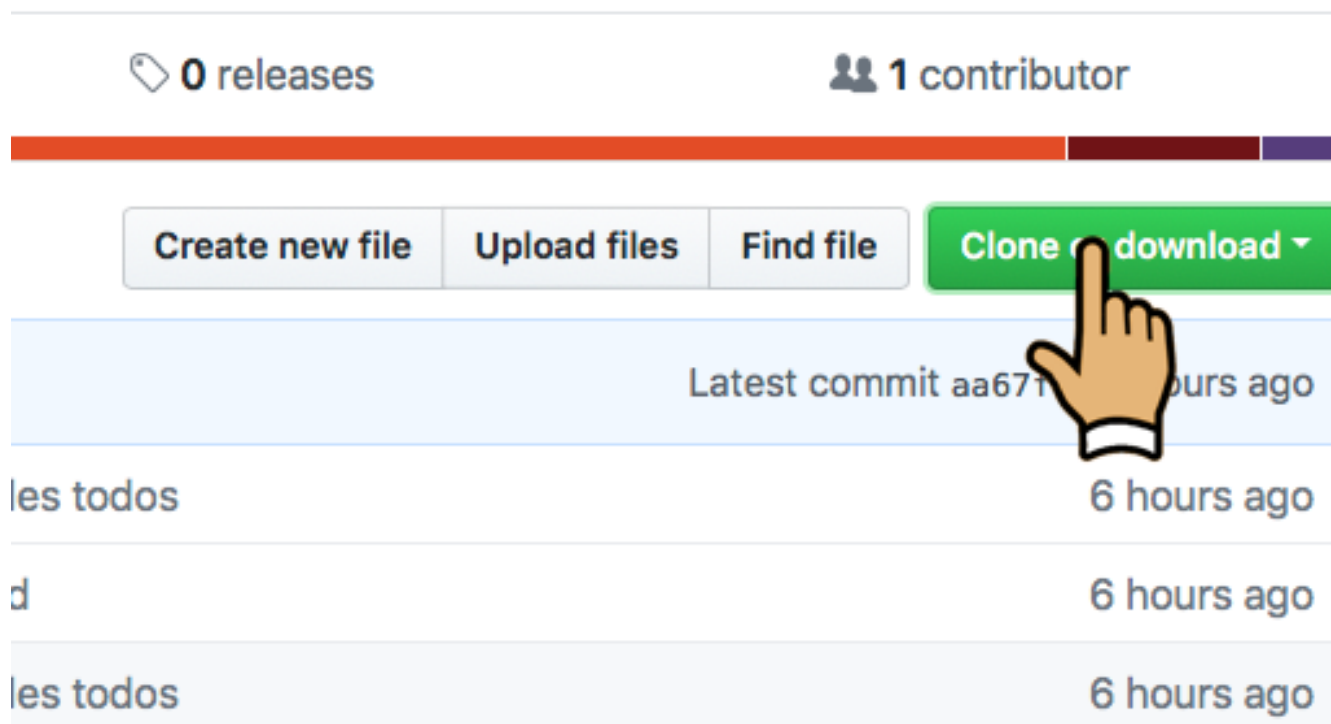 0 releases
1 contributor
Create new file
Upload files
Find file
Clone download
Latest commit ago
les todos
6 hours ago
6 hours ago
les todos
6 hours ago